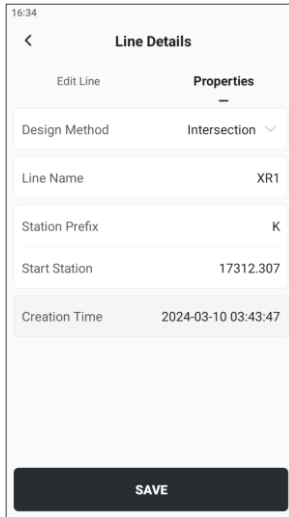 16:34
Line Details
Edit Line Properties
Design Method Intersection
Line Name XR1
Station Prefix K
Start Station 17312.307
Creation Time 2024-03-10 03:43:47
SAVE